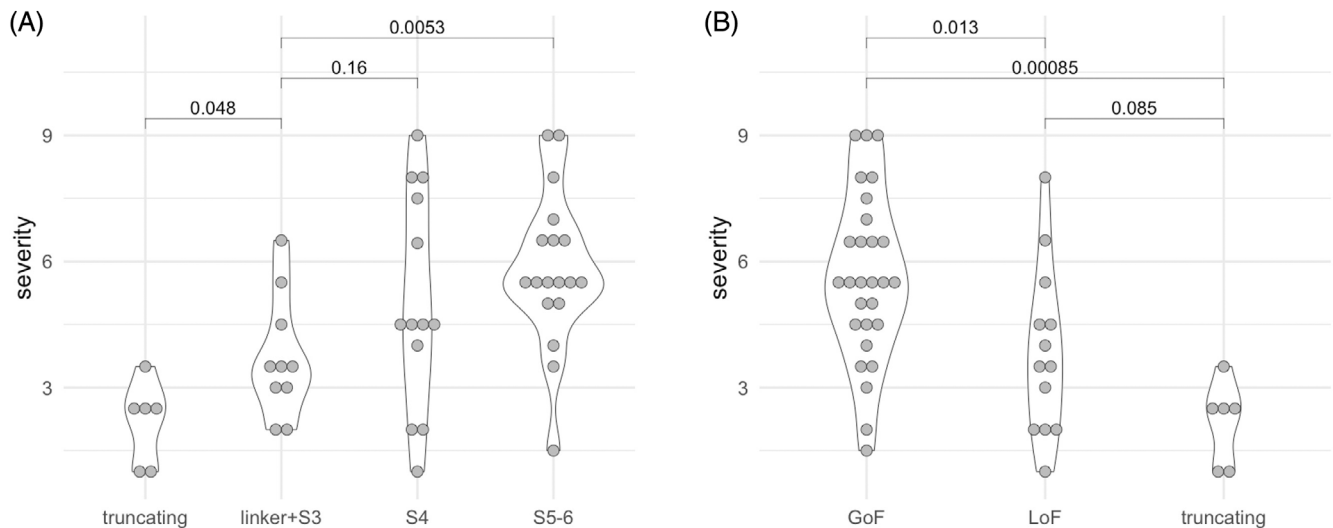 (A)
0.0053
0.16
0.048
9
6
3
severity
truncating linker+S3 S4 S5-6
(B)
0.013
0.00085
0.085
9
6
3
severity
GoF LoF truncating